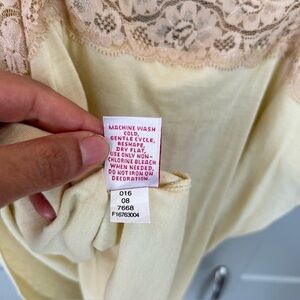 MACHINE WASH
COLD,
GENTLE CYCLE,
RESHAPE,
DRY FLAT,
USE ONLY NON-
CHLORINE BLEACH
WHEN NEEDED,
DO NOT IRON ON
DECORATION.
016
08
7668
F16763004